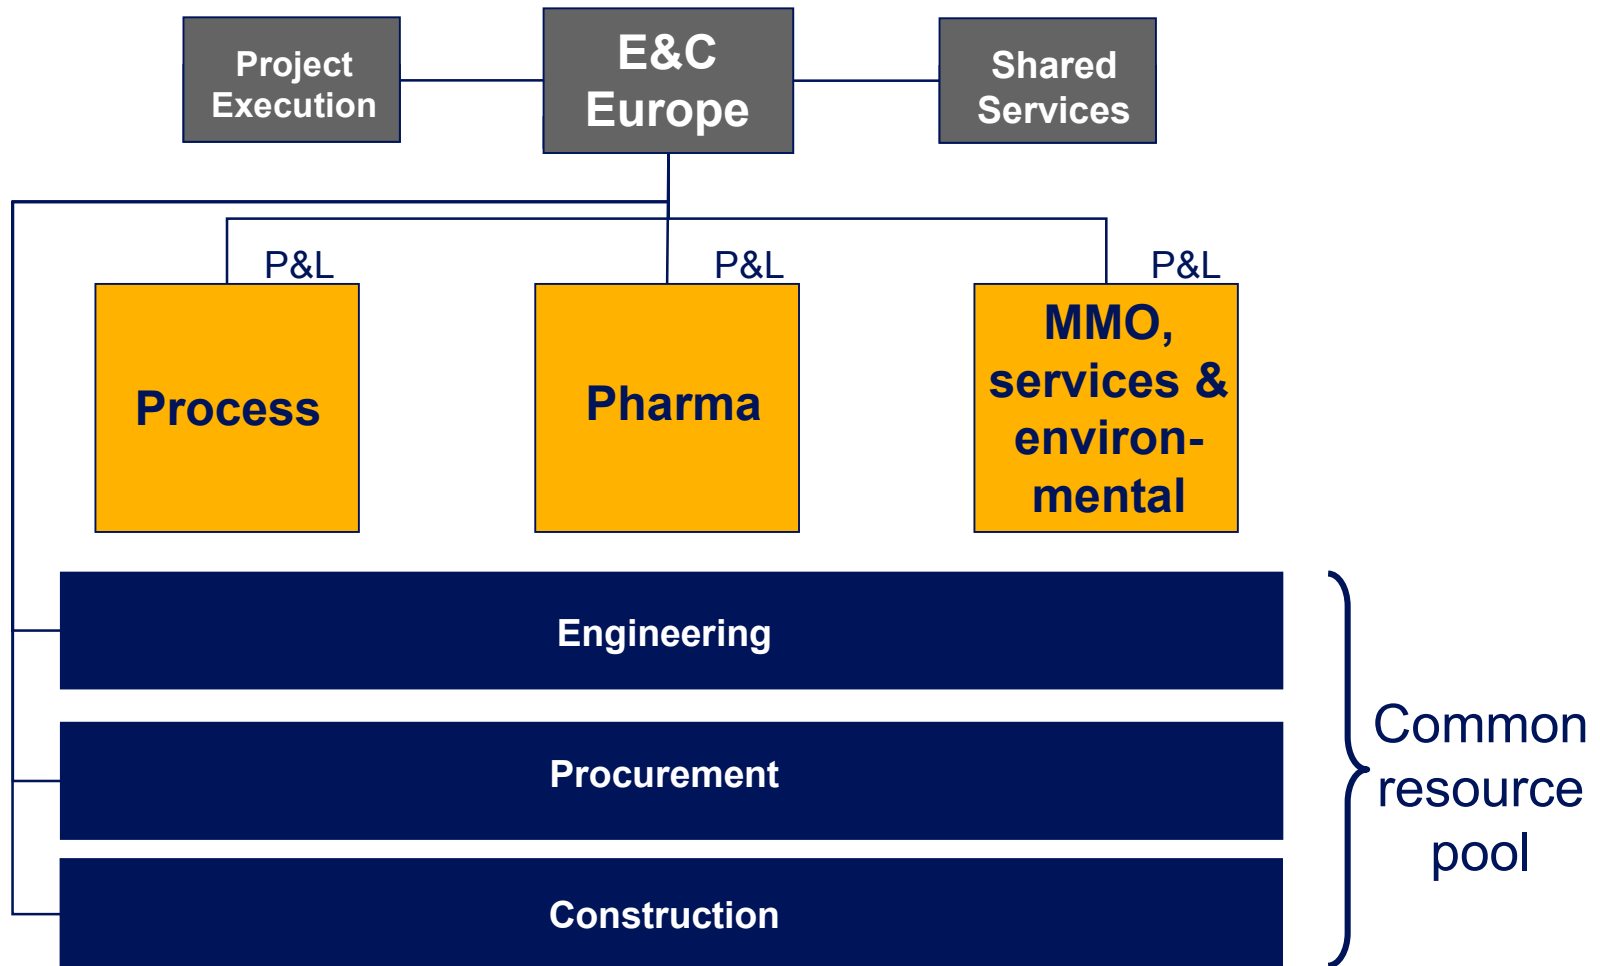 Project
Execution
E&C
Europe
Shared
Services
P&L
P&L
P&L
Process
Pharma
MMO,
services &
environ-
mental
Engineering
Procurement
Construction
Common
resource
pool